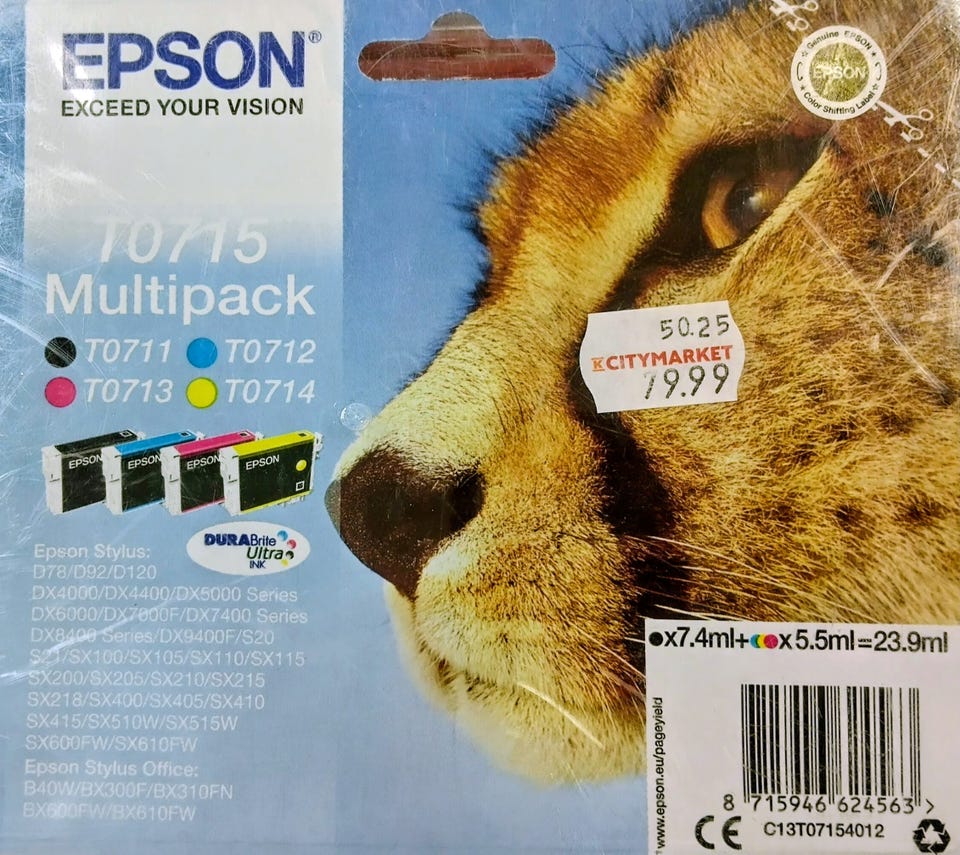 EPSON®
EXCEED YOUR VISION
Genuine EPSON
EPSON
Color Shifting Label
T0715
Multipack
T0711 T0712
T0713 T0714
50.25
K CITYMARKET
79.99
EPSON EPSON EPSON EPSON
DURABrite
Ultra
INK
Epson Stylus:
D78/D92/D120
DX4000/DX4400/DX5000 Series
DX6000/DX7000F/DX7400 Series
DX8400 Series/DX9400F/S20
S21/SX100/SX105/SX110/SX115
SX200/SX205/SX210/SX215
SX218/SX400/SX405/SX410
SX415/SX510W/SX515W
SX600FW/SX610FW
Epson Stylus Office:
B40W/BX300F/BX310FN
BX600FW/BX610FW
x7.4ml+ x5.5ml=23.9ml
www.epson.eu/pageyield
8 715946 624563 >
CE C13T07154012